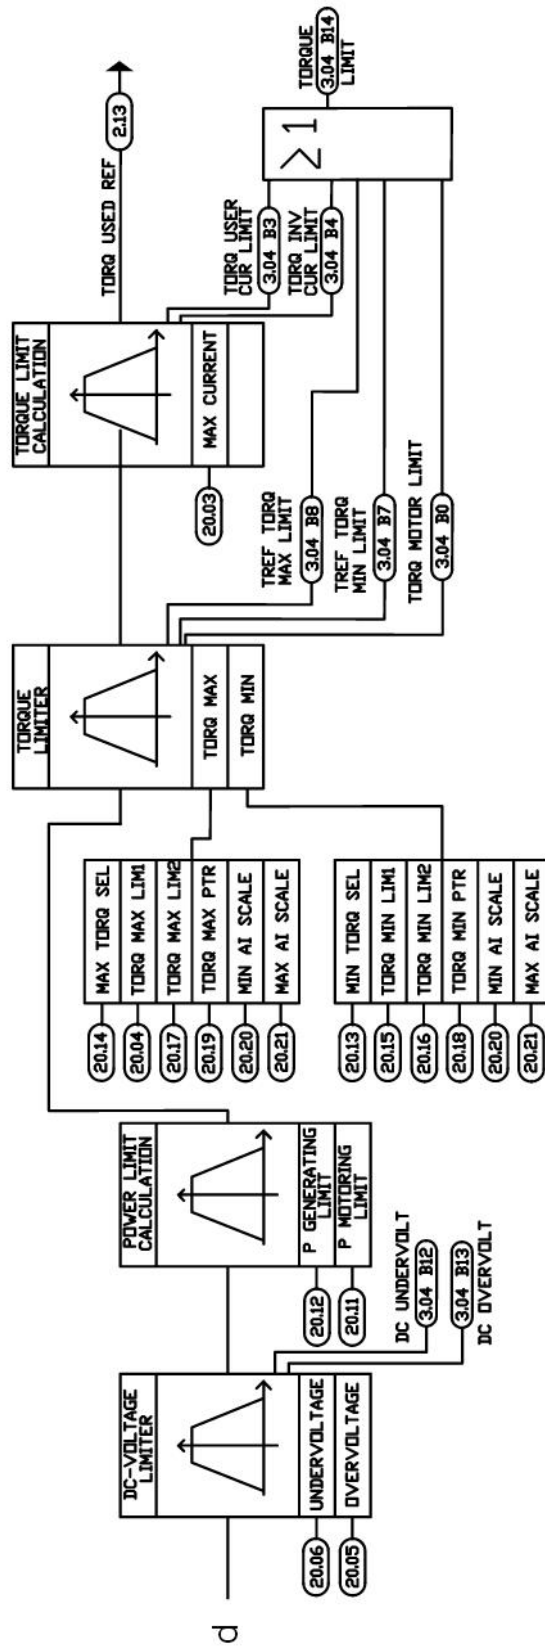 d
DC-VOLTAGE
LIMITER
20.06
UNDERVOLTAGE
20.05
OVERVOLTAGE
DC UNDERVOLT
3.04 B12
3.04 B13
DC OVERVOLT
POWER LIMIT
CALCULATION
20.12
P GENERATING
LIMIT
20.11
P MOTORING
LIMIT
20.14 MAX TORQ SEL
20.04 TORQ MAX LIM1
20.17 TORQ MAX LIM2
20.19 TORQ MAX PTR
20.20 MIN AI SCALE
20.21 MAX AI SCALE
20.13 MIN TORQ SEL
20.15 TORQ MIN LIM1
20.16 TORQ MIN LIM2
20.18 TORQ MIN PTR
20.20 MIN AI SCALE
20.21 MAX AI SCALE
TORQUE
LIMITER
TORQ MAX
TORQ MIN
TREF TORQ
MAX LIMIT
3.04 B8
TREF TORQ
MIN LIMIT
3.04 B7
TORQ MOTOR LIMIT
3.04 B0
TORQUE LIMIT
CALCULATION
20.03
MAX CURRENT
TORQ USED REF
2.13
TORQ USER
CUR LIMIT
3.04 B3
TORQ INV
CUR LIMIT
3.04 B4
≥1
TORQUE
3.04 B14
LIMIT